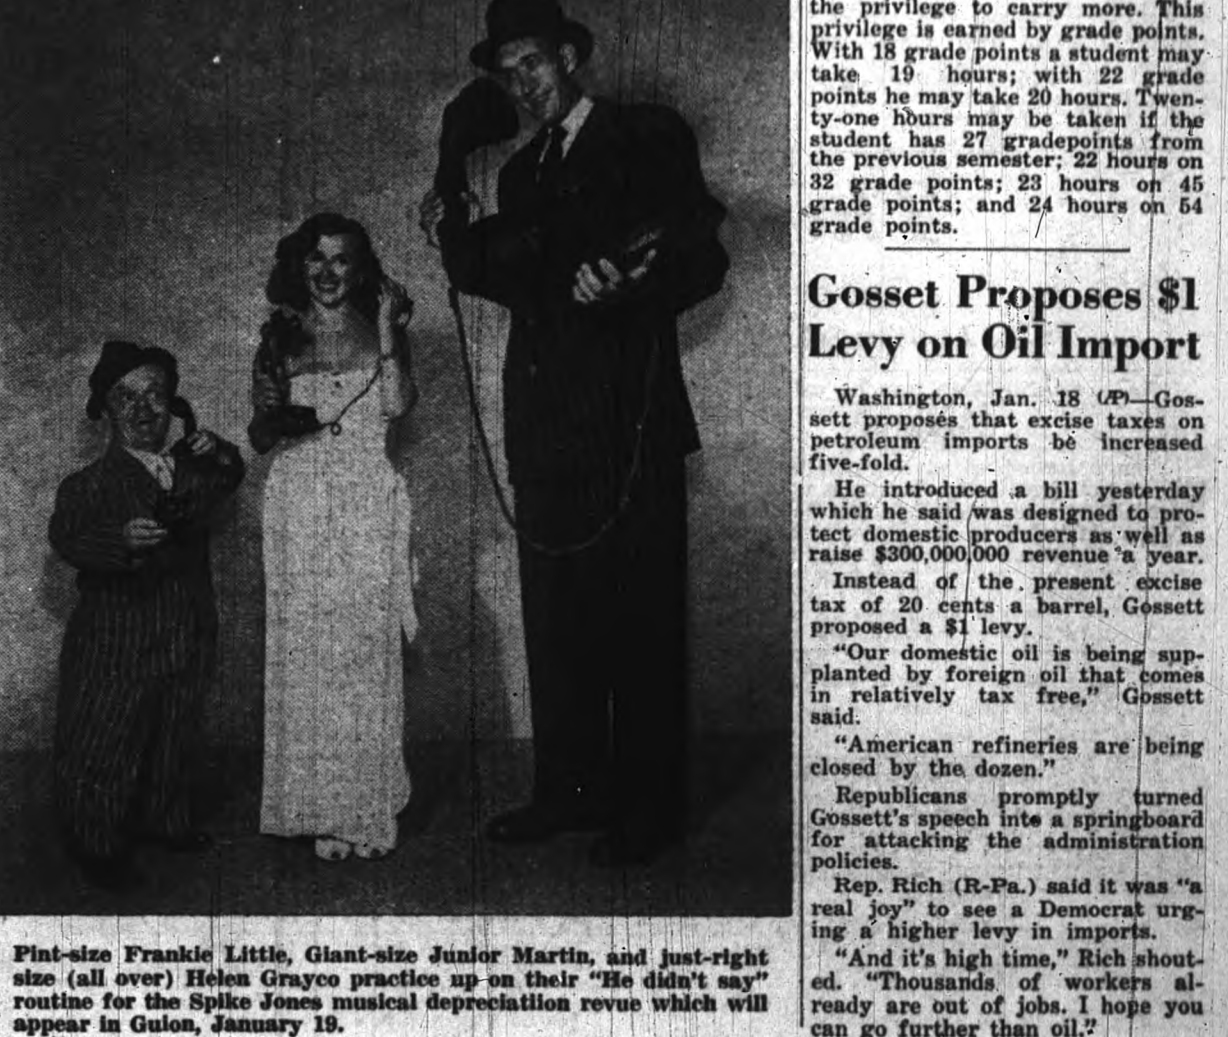 Pint-size Frankie Little, Giant-size Junior Martin, and just-right
size (all over) Helen Grayco practice up on their "He didn't say"
routine for the Spike Jones musical depreciatiion revue which will
appear in Guion, January 19.
the privilege to carry more. This
privilege is earned by grade points.
With 18 grade points a student may
take 19 hours; with 22 grade
points he may take 20 hours. Twen-
ty-one hours may be taken if the
student has 27 gradepoints from
the previous semester; 22 hours on
32 grade points; 23 hours on 45
grade points; and 24 hours on 54
grade points.
Gosset Proposes $1
Levy on Oil Import
Washington, Jan. 18 (AP)—Gos-
sett proposes that excise taxes on
petroleum imports be increased
five-fold.
He introduced a bill yesterday
which he said was designed to pro-
tect domestic producers as well as
raise $300,000,000 revenue a year.
Instead of the present excise
tax of 20 cents a barrel, Gossett
proposed a $1 levy.
"Our domestic oil is being sup-
planted by foreign oil that comes
in relatively tax free," Gossett
said.
"American refineries are being
closed by the dozen."
Republicans promptly turned
Gossett's speech into a springboard
for attacking the administration
policies.
Rep. Rich (R-Pa.) said it was "a
real joy" to see a Democrat urg-
ing a higher levy in imports.
"And it's high time," Rich shout-
ed. "Thousands of workers al-
ready are out of jobs. I hope you
can go further than oil."